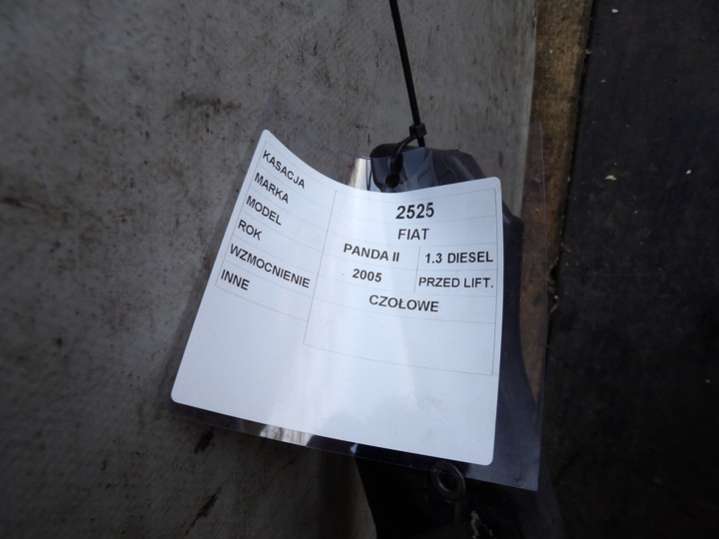 KASACJA 2525
MARKA FIAT
MODEL PANDA II 1.3 DIESEL
ROK 2005 PRZED LIFT.
WZMOCNIENIE CZOŁOWE
INNE